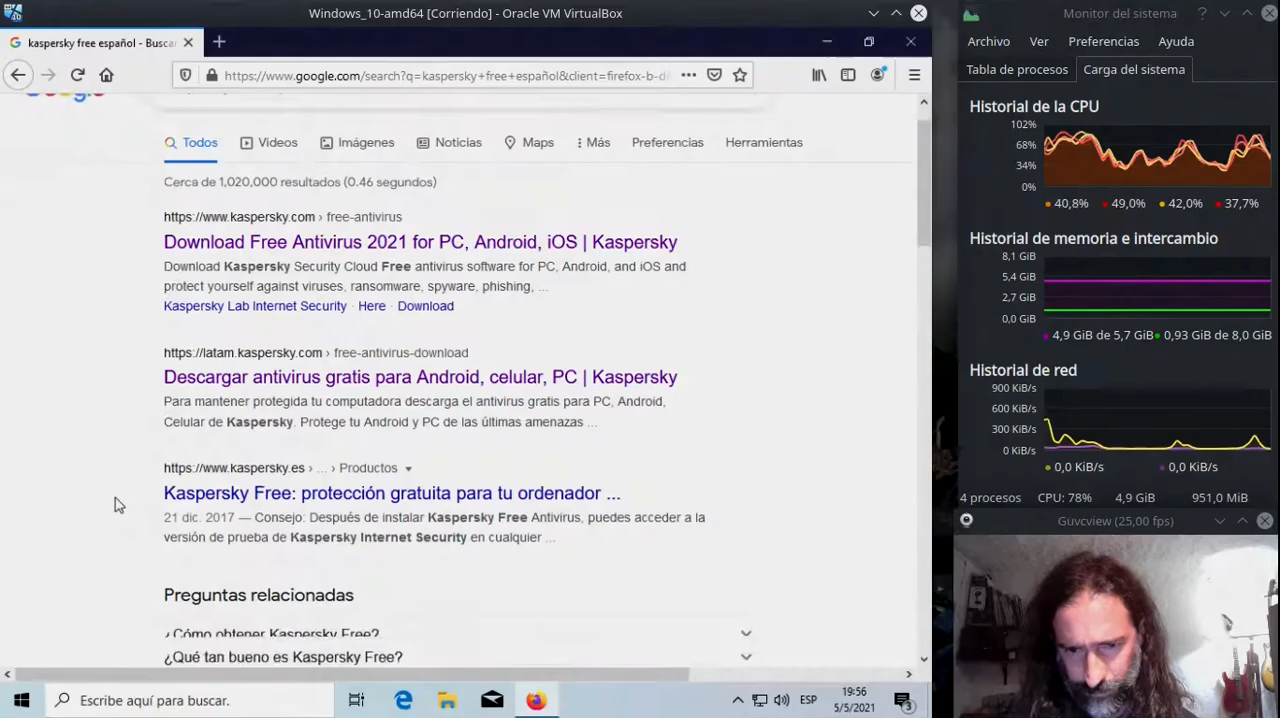 Windows_10-amd64 [Corriendo] - Oracle VM VirtualBox
kaspersky free español - Busca
https://www.google.com/search?q=kaspersky+free+español&client=firefox-b-d
Todos
Videos
Imágenes
Noticias
Maps
Más
Preferencias
Herramientas
Cerca de 1,020,000 resultados (0.46 segundos)
https://www.kaspersky.com › free-antivirus
Download Free Antivirus 2021 for PC, Android, iOS | Kaspersky
Download Kaspersky Security Cloud Free antivirus software for PC, Android, and iOS and
protect yourself against viruses, ransomware, spyware, phishing, ...
Kaspersky Lab Internet Security · Here · Download
https://latam.kaspersky.com › free-antivirus-download
Descargar antivirus gratis para Android, celular, PC | Kaspersky
Para mantener protegida tu computadora descarga el antivirus gratis para PC, Android,
Celular de Kaspersky. Protege tu Android y PC de las últimas amenazas ...
https://www.kaspersky.es › ... › Productos
Kaspersky Free: protección gratuita para tu ordenador ...
21 dic. 2017 — Consejo: Después de instalar Kaspersky Free Antivirus, puedes acceder a la
versión de prueba de Kaspersky Internet Security en cualquier ...
Preguntas relacionadas
¿Cómo obtener Kaspersky Free?
¿Qué tan bueno es Kaspersky Free?
Escribe aquí para buscar.
ESP
19:56
5/5/2021
3
Monitor del sistema
Archivo
Ver
Preferencias
Ayuda
Tabla de procesos
Carga del sistema
Historial de la CPU
102%
68%
34%
0%
40,8%
49,0%
42,0%
37,7%
Historial de memoria e intercambio
8,1 GiB
5,4 GiB
2,7 GiB
0,0 GiB
4,9 GiB de 5,7 GiB
0,93 GiB de 8,0 GiB
Historial de red
900 KiB/s
600 KiB/s
300 KiB/s
0 KiB/s
0,0 KiB/s
0,0 KiB/s
4 procesos
CPU: 78%
4,9 GiB
951,0 MiB
Guvcview (25,00 fps)